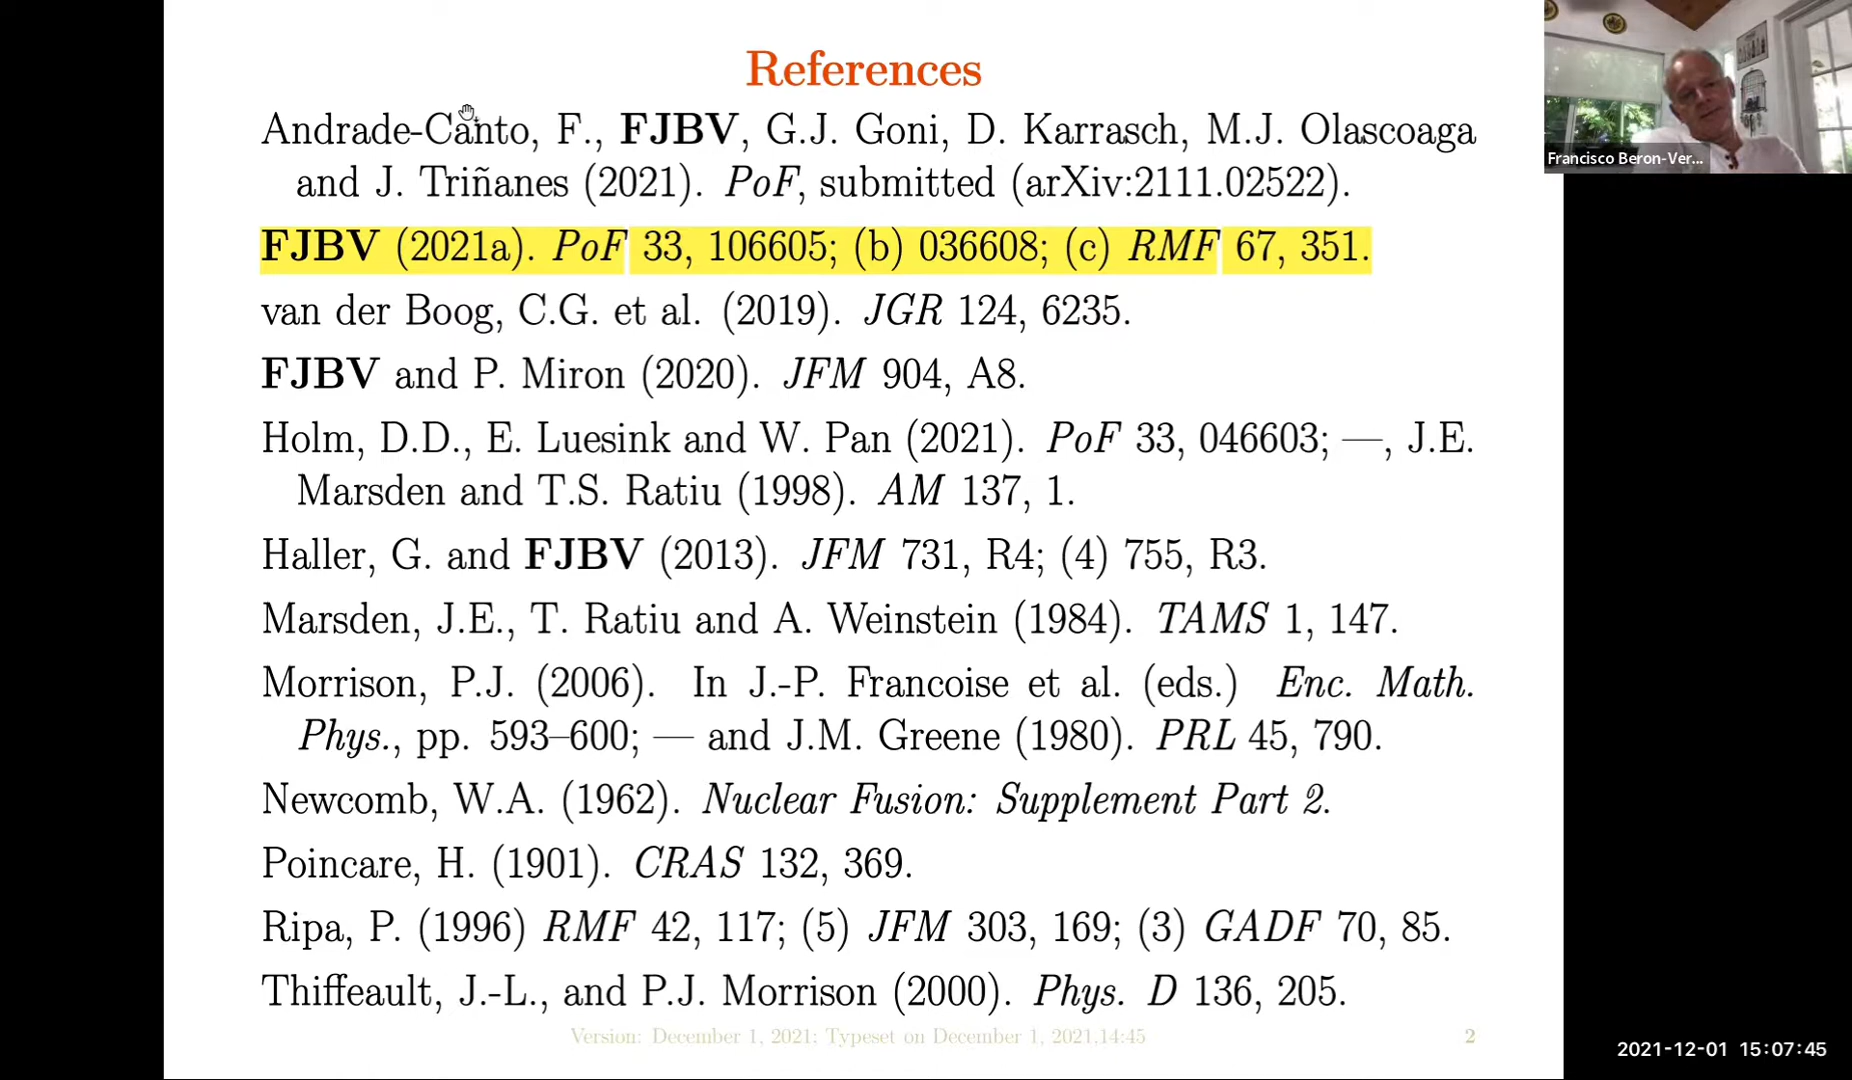 References
Andrade-Canto, F., FJBV, G.J. Goni, D. Karrasch, M.J. Olascoaga
and J. Triñanes (2021). PoF, submitted (arXiv:2111.02522).
FJBV (2021a). PoF 33, 106605; (b) 036608; (c) RMF 67, 351.
van der Boog, C.G. et al. (2019). JGR 124, 6235.
FJBV and P. Miron (2020). JFM 904, A8.
Holm, D.D., E. Luesink and W. Pan (2021). PoF 33, 046603; —, J.E.
Marsden and T.S. Ratiu (1998). AM 137, 1.
Haller, G. and FJBV (2013). JFM 731, R4; (4) 755, R3.
Marsden, J.E., T. Ratiu and A. Weinstein (1984). TAMS 1, 147.
Morrison, P.J. (2006). In J.-P. Francoise et al. (eds.) Enc. Math.
Phys., pp. 593–600; — and J.M. Greene (1980). PRL 45, 790.
Newcomb, W.A. (1962). Nuclear Fusion: Supplement Part 2.
Poincare, H. (1901). CRAS 132, 369.
Ripa, P. (1996) RMF 42, 117; (5) JFM 303, 169; (3) GADF 70, 85.
Thiffeault, J.-L., and P.J. Morrison (2000). Phys. D 136, 205.
Version: December 1, 2021; Typeset on December 1, 2021,14:45
2
Francisco Beron-Ver...
2021-12-01 15:07:45